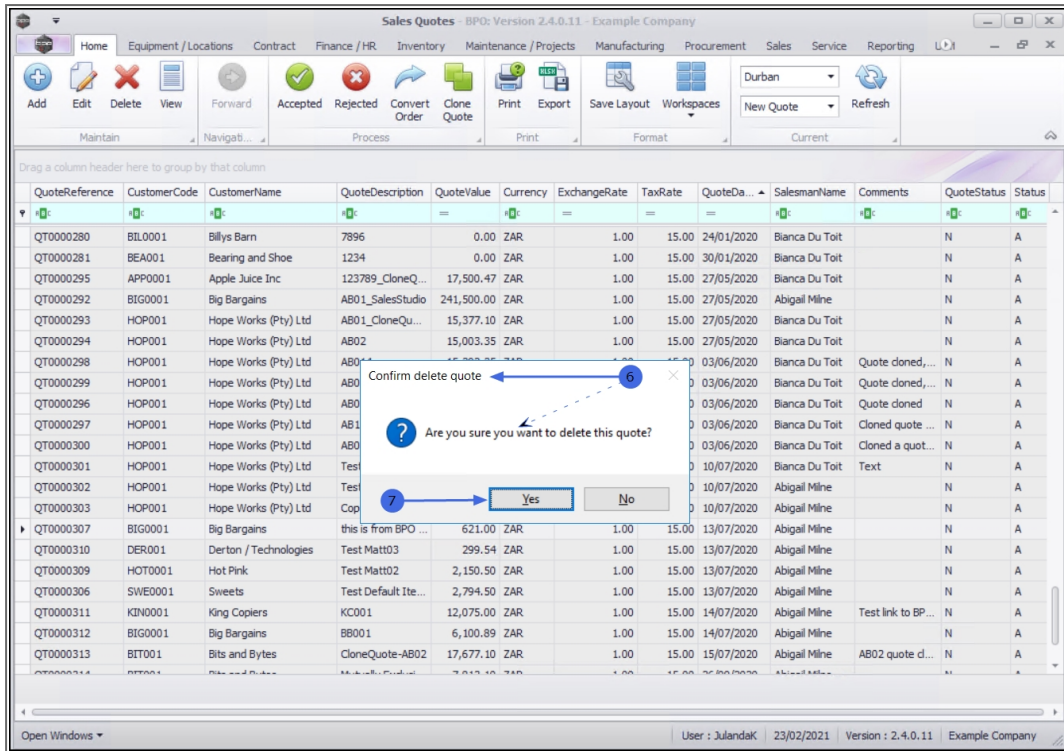 Sales Quotes - BPO: Version 2.4.0.11 - Example Company
Home Equipment / Locations Contract Finance / HR Inventory Maintenance / Projects Manufacturing Procurement Sales Service Reporting
Add Edit Delete View Forward Accepted Rejected Convert Order Clone Quote Print Export Save Layout Workspaces Durban New Quote Refresh
Maintain Navigati... Process Print Format Current
Drag a column header here to group by that column
QuoteReference CustomerCode CustomerName QuoteDescription QuoteValue Currency ExchangeRate TaxRate QuoteDa... SalesmanName Comments QuoteStatus Status
QT0000280 BIL0001 Billys Barn 7896 0.00 ZAR 1.00 15.00 24/01/2020 Bianca Du Toit N A
QT0000281 BEA001 Bearing and Shoe 1234 0.00 ZAR 1.00 15.00 30/01/2020 Bianca Du Toit N A
QT0000295 APP0001 Apple Juice Inc 123789_CloneQ... 17,500.47 ZAR 1.00 15.00 27/05/2020 Bianca Du Toit N A
QT0000292 BIG0001 Big Bargains AB01_SalesStudio 241,500.00 ZAR 1.00 15.00 27/05/2020 Abigail Milne N A
QT0000293 HOP001 Hope Works (Pty) Ltd AB01_CloneQu... 15,377.10 ZAR 1.00 15.00 27/05/2020 Bianca Du Toit N A
QT0000294 HOP001 Hope Works (Pty) Ltd AB02 15,003.35 ZAR 1.00 15.00 27/05/2020 Bianca Du Toit N A
QT0000298 HOP001 Hope Works (Pty) Ltd 03/06/2020 Bianca Du Toit Quote cloned,... N A
QT0000299 HOP001 Hope Works (Pty) Ltd AB0 03/06/2020 Bianca Du Toit Quote cloned,... N A
QT0000296 HOP001 Hope Works (Pty) Ltd AB0 03/06/2020 Bianca Du Toit Quote cloned N A
QT0000297 HOP001 Hope Works (Pty) Ltd AB1 03/06/2020 Bianca Du Toit Cloned quote ... N A
QT0000300 HOP001 Hope Works (Pty) Ltd AB0 03/06/2020 Bianca Du Toit Cloned a quot... N A
QT0000301 HOP001 Hope Works (Pty) Ltd Test 10/07/2020 Bianca Du Toit Text N A
QT0000302 HOP001 Hope Works (Pty) Ltd Test 10/07/2020 Abigail Milne N A
QT0000303 HOP001 Hope Works (Pty) Ltd Cop 10/07/2020 Abigail Milne N A
Confirm delete quote 6
Are you sure you want to delete this quote?
7 Yes No
QT0000307 BIG0001 Big Bargains this is from BPO ... 621.00 ZAR 1.00 15.00 13/07/2020 Abigail Milne N A
QT0000310 DER001 Derton / Technologies Test Matt03 299.54 ZAR 1.00 15.00 13/07/2020 Abigail Milne N A
QT0000309 HOT0001 Hot Pink Test Matt02 2,150.50 ZAR 1.00 15.00 13/07/2020 Abigail Milne N A
QT0000306 SWE0001 Sweets Test Default Ite... 2,794.50 ZAR 1.00 15.00 13/07/2020 Abigail Milne N A
QT0000311 KIN0001 King Copiers KC001 12,075.00 ZAR 1.00 15.00 14/07/2020 Abigail Milne Test link to BP... N A
QT0000312 BIG0001 Big Bargains BB001 6,100.89 ZAR 1.00 15.00 14/07/2020 Abigail Milne N A
QT0000313 BIT001 Bits and Bytes CloneQuote-AB02 17,677.10 ZAR 1.00 15.00 15/07/2020 Abigail Milne AB02 quote cl... N A
Open Windows User : JulandaK 23/02/2021 Version : 2.4.0.11 Example Company